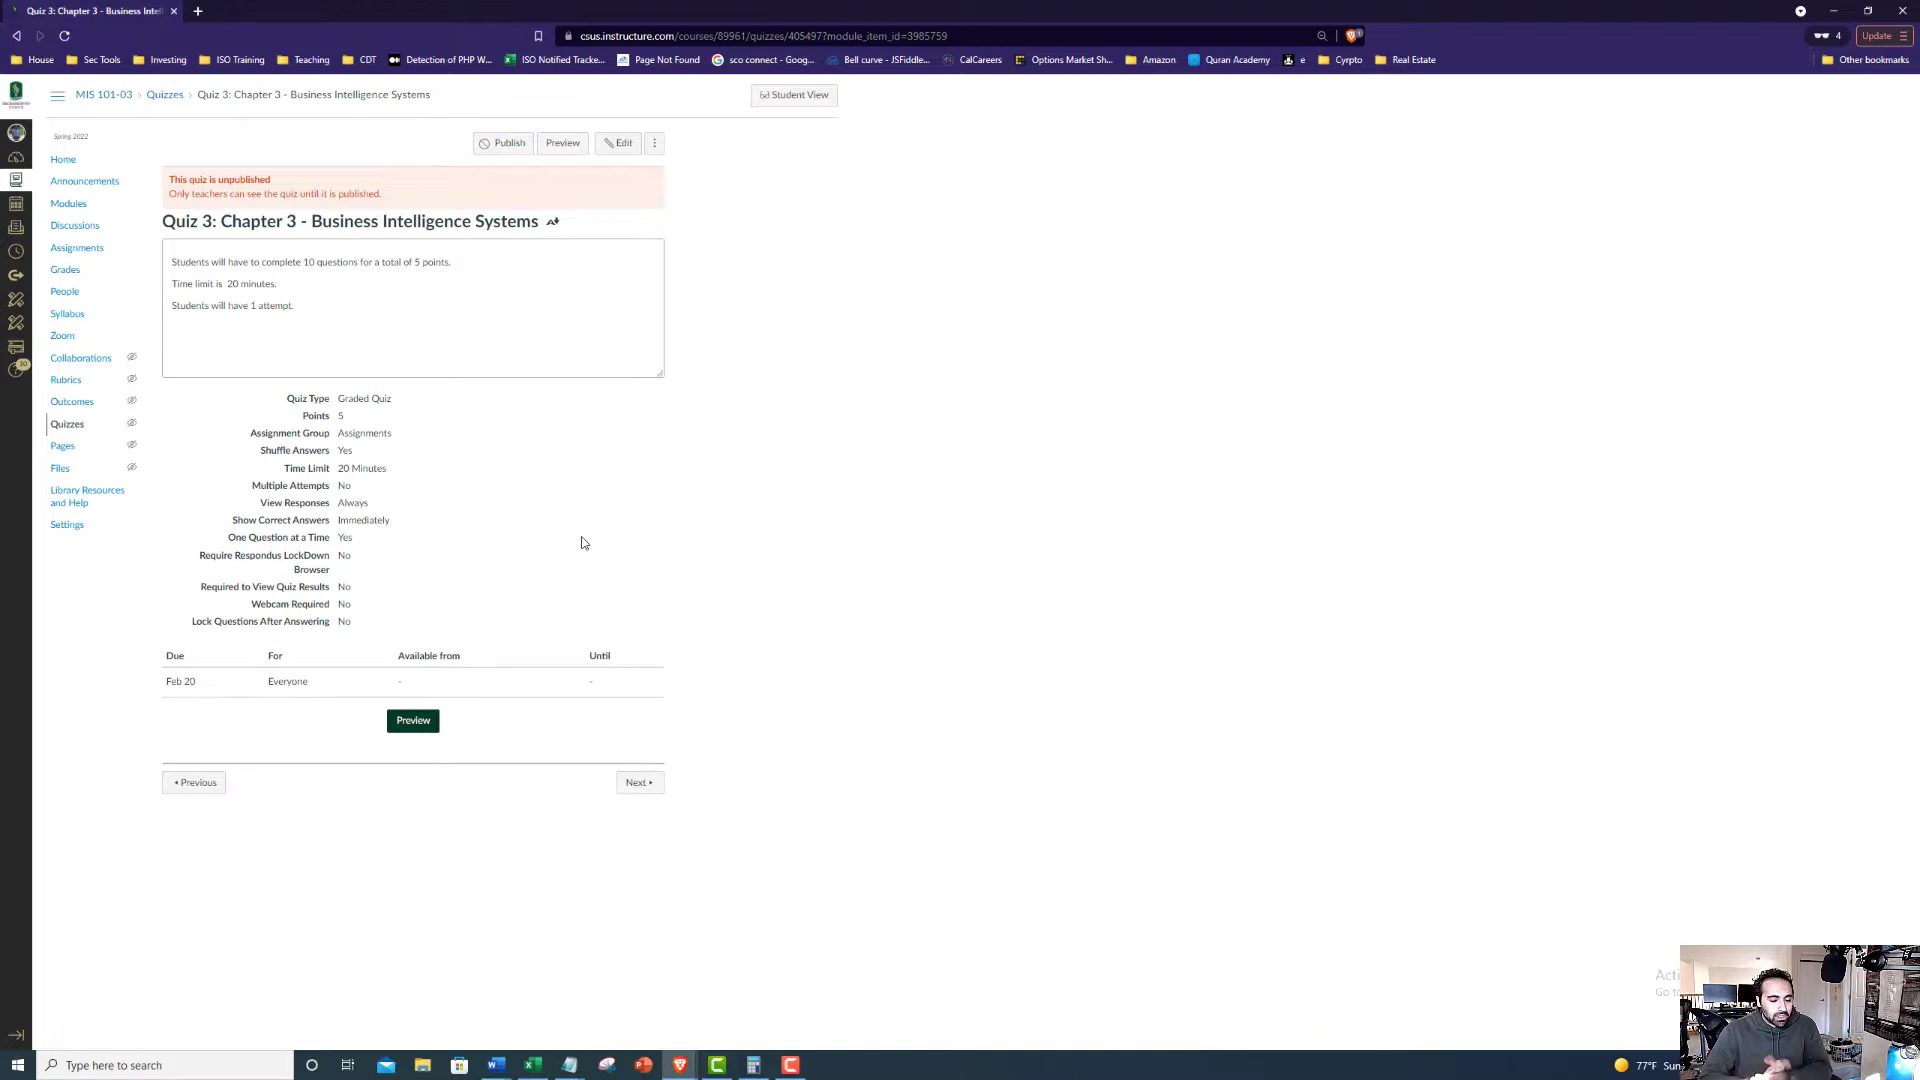 Quiz 3: Chapter 3 - Business Intel
csus.instructure.com/courses/89961/quizzes/405497?module_item_id=3985759
4
Update
House
Sec Tools
Investing
ISO Training
Teaching
CDT
Detection of PHP W...
ISO Notified Tracke...
Page Not Found
sco connect - Goog...
Bell curve - JSFiddle...
CalCareers
Options Market Sh...
Amazon
Quran Academy
e
Cyrpto
Real Estate
Other bookmarks
MIS 101-03 › Quizzes › Quiz 3: Chapter 3 - Business Intelligence Systems
Student View
Spring 2022
Home
Announcements
Modules
Discussions
Assignments
Grades
People
Syllabus
Zoom
Collaborations
Rubrics
Outcomes
Quizzes
Pages
Files
Library Resources
and Help
Settings
10
Publish
Preview
Edit
This quiz is unpublished
Only teachers can see the quiz until it is published.
Quiz 3: Chapter 3 - Business Intelligence Systems
Students will have to complete 10 questions for a total of 5 points.
Time limit is 20 minutes.
Students will have 1 attempt.
Quiz Type Graded Quiz
Points 5
Assignment Group Assignments
Shuffle Answers Yes
Time Limit 20 Minutes
Multiple Attempts No
View Responses Always
Show Correct Answers Immediately
One Question at a Time Yes
Require Respondus LockDown No
Browser
Required to View Quiz Results No
Webcam Required No
Lock Questions After Answering No
Due For Available from Until
Feb 20 Everyone - -
Preview
Previous
Next
Acti
Go to
Type here to search
77°F Sun